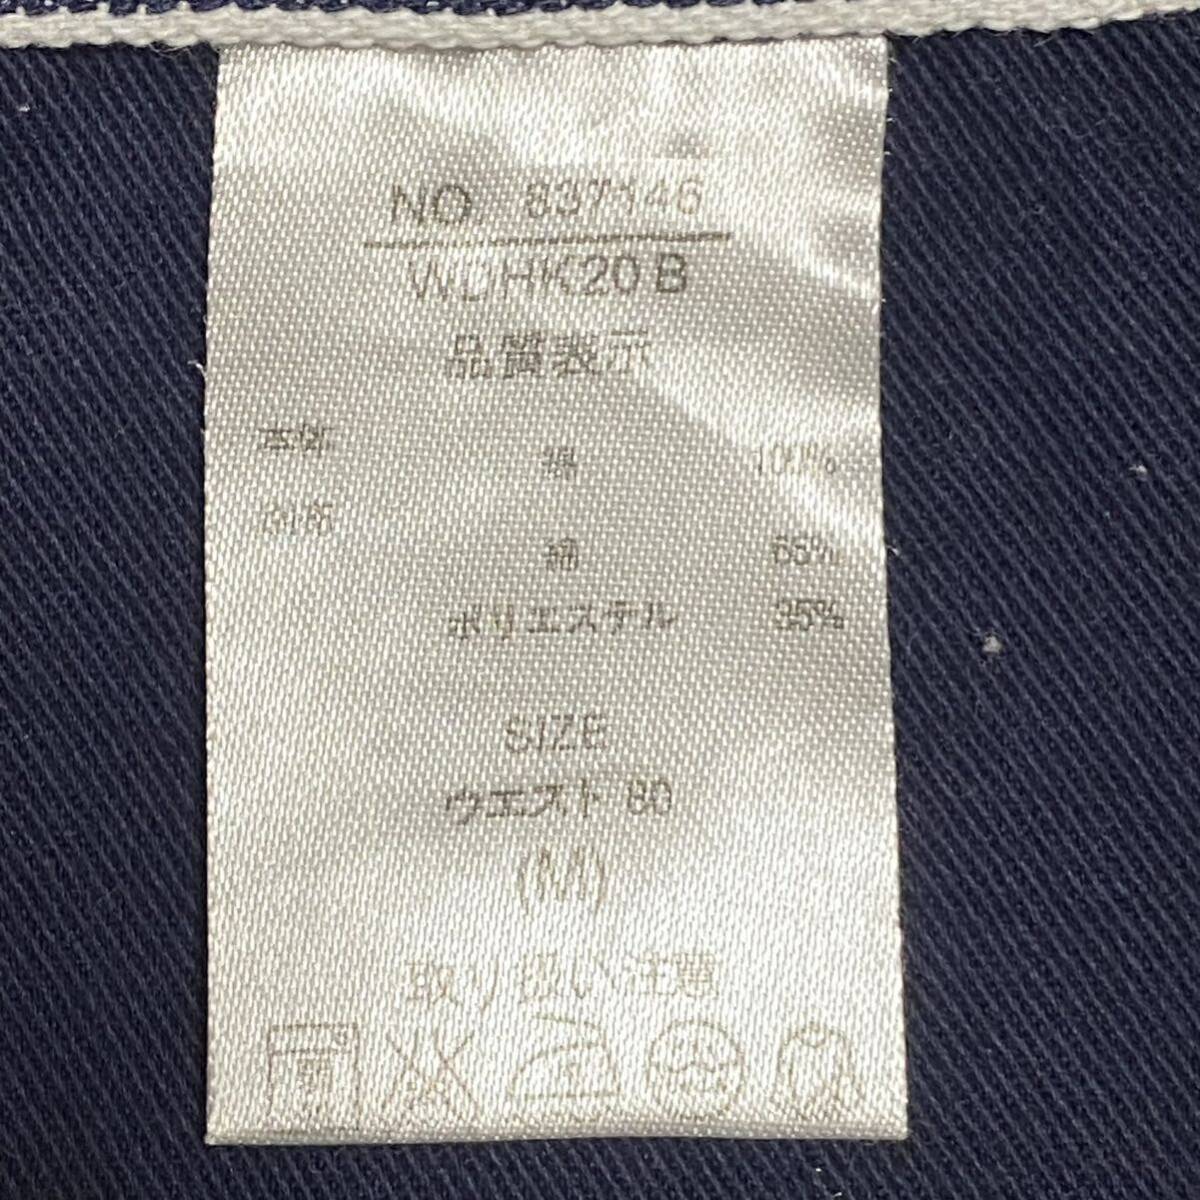 NO. 837146
WDHK20B
品質表示
本体 綿 100%
別布
綿 65%
ポリエステル 35%
SIZE
ウエスト 80
(M)
取り扱い注意